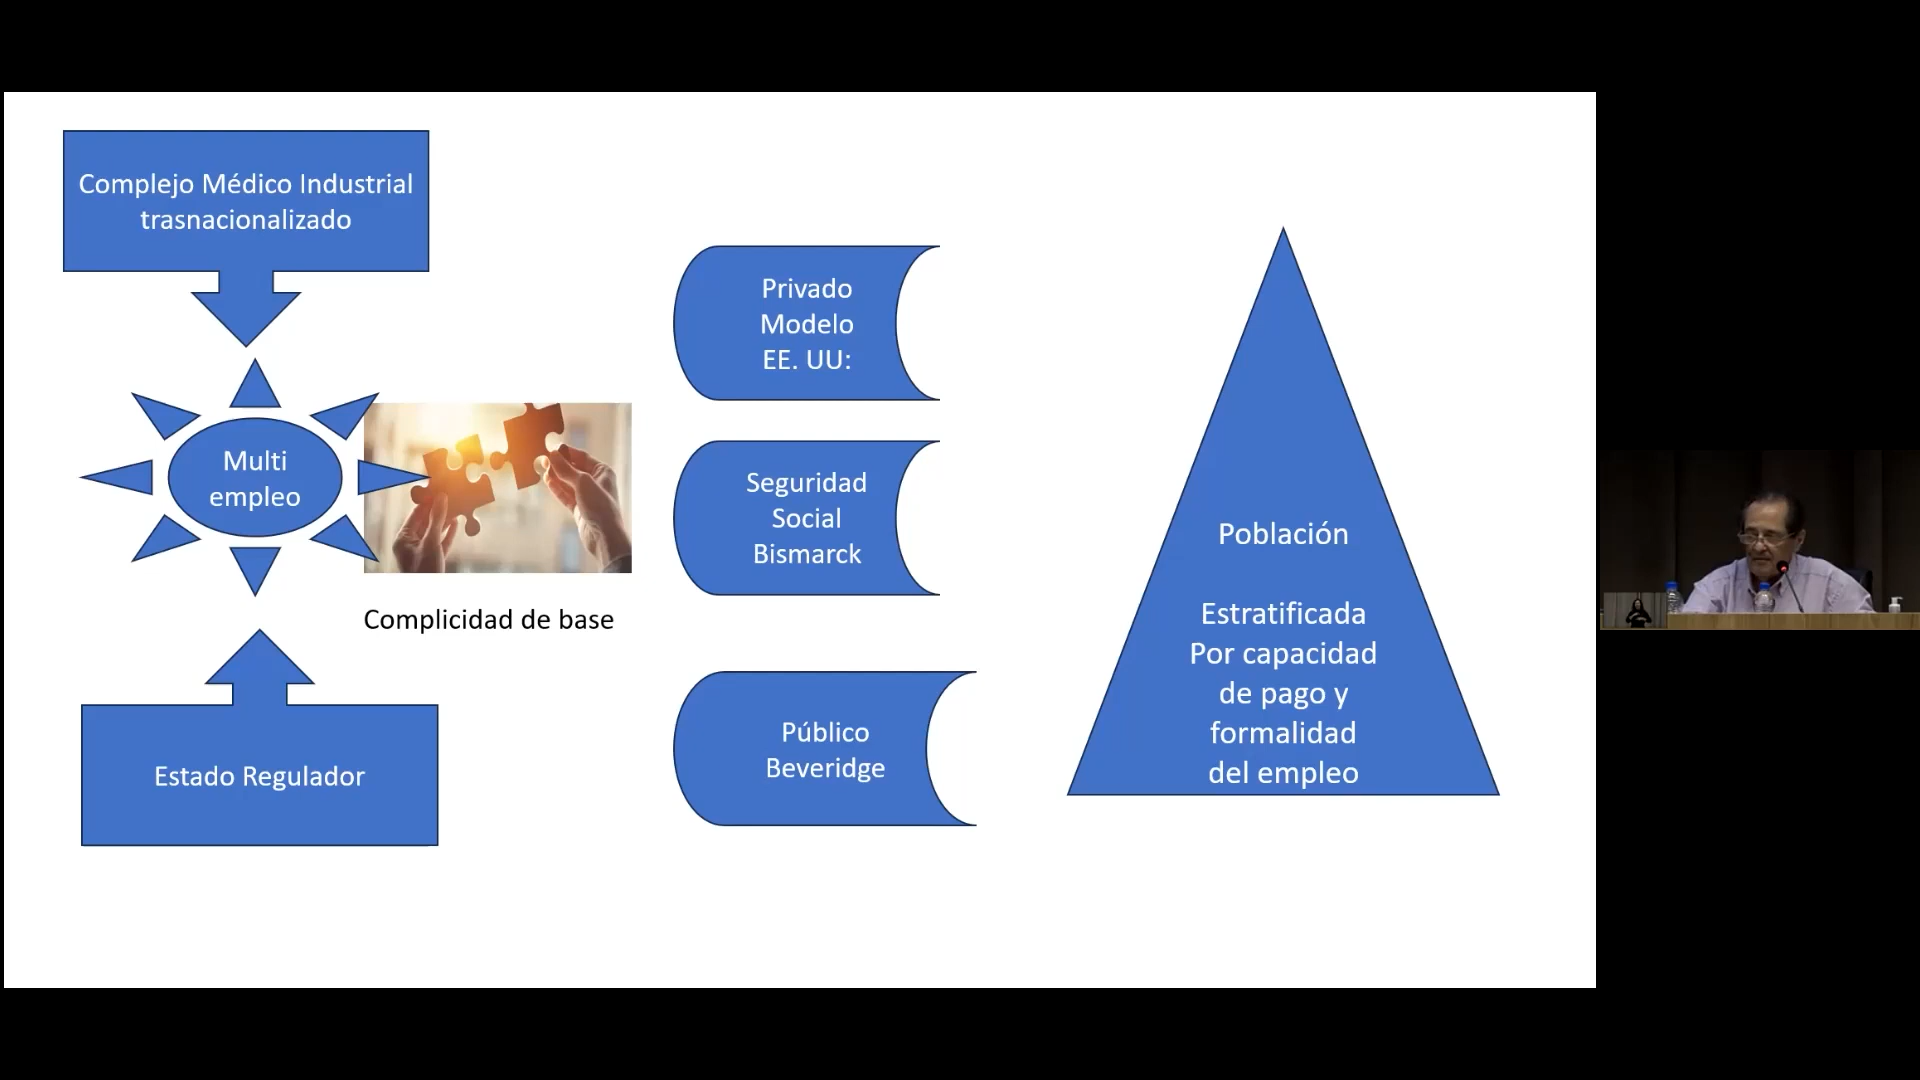 Complejo Médico Industrial
trasnacionalizado
Multi
empleo
Complicidad de base
Estado Regulador
Privado
Modelo
EE. UU:
Seguridad
Social
Bismarck
Público
Beveridge
Población
Estratificada
Por capacidad
de pago y
formalidad
del empleo